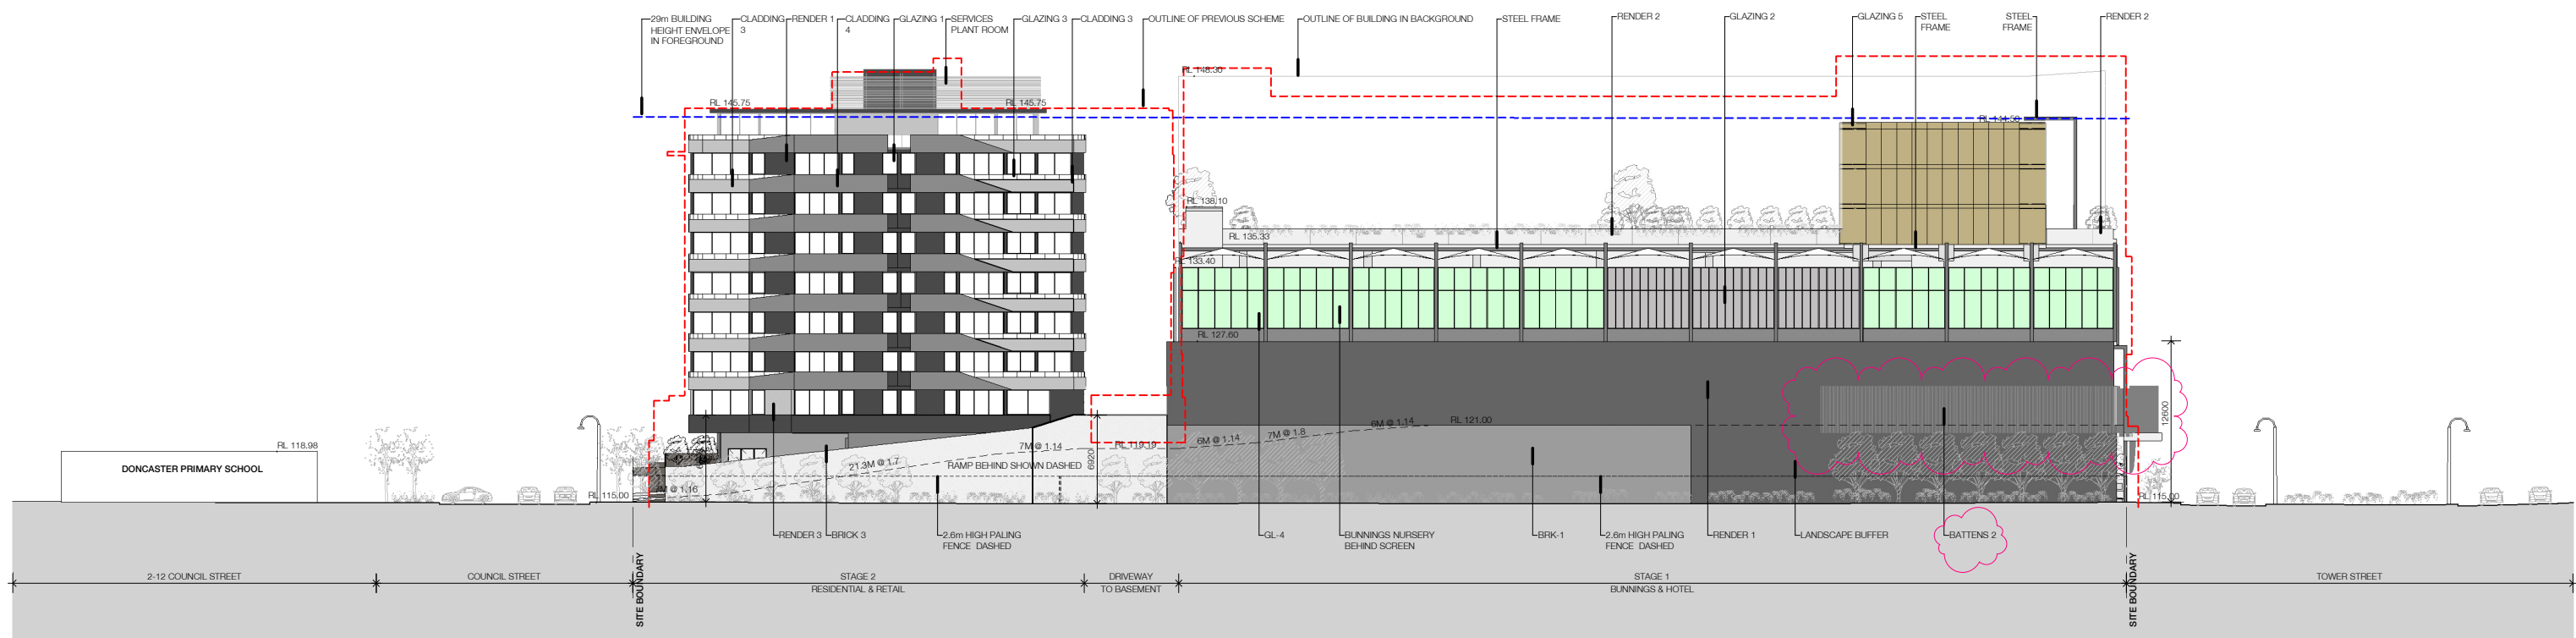 29m BUILDING
HEIGHT ENVELOPE
IN FOREGROUND
CLADDING
3
RENDER 1
CLADDING
4
GLAZING 1
SERVICES
PLANT ROOM
GLAZING 3
CLADDING 3
OUTLINE OF PREVIOUS SCHEME
OUTLINE OF BUILDING IN BACKGROUND
STEEL FRAME
RENDER 2
GLAZING 2
GLAZING 5
STEEL
FRAME
STEEL
FRAME
RENDER 2
RL 148.30
RL 145.75
RL 145.75
RL 138.10
RL 135.33
RL 133.40
RL 127.60
RL 121.00
6M @ 1.14
7M @ 1.8
6M @ 1.14
7M @ 1.14
RL 119.19
21.3M @ 1.7
RAMP BEHIND SHOWN DASHED
6920
12600
RL 118.98
DONCASTER PRIMARY SCHOOL
RL 115.00
RL 115.00
RENDER 3
BRICK 3
2.6m HIGH PALING
FENCE DASHED
GL-4
BUNNINGS NURSERY
BEHIND SCREEN
BRK-1
2.6m HIGH PALING
FENCE DASHED
RENDER 1
LANDSCAPE BUFFER
BATTENS 2
2-12 COUNCIL STREET
COUNCIL STREET
SITE BOUNDARY
STAGE 2
RESIDENTIAL & RETAIL
DRIVEWAY
TO BASEMENT
STAGE 1
BUNNINGS & HOTEL
SITE BOUNDARY
TOWER STREET